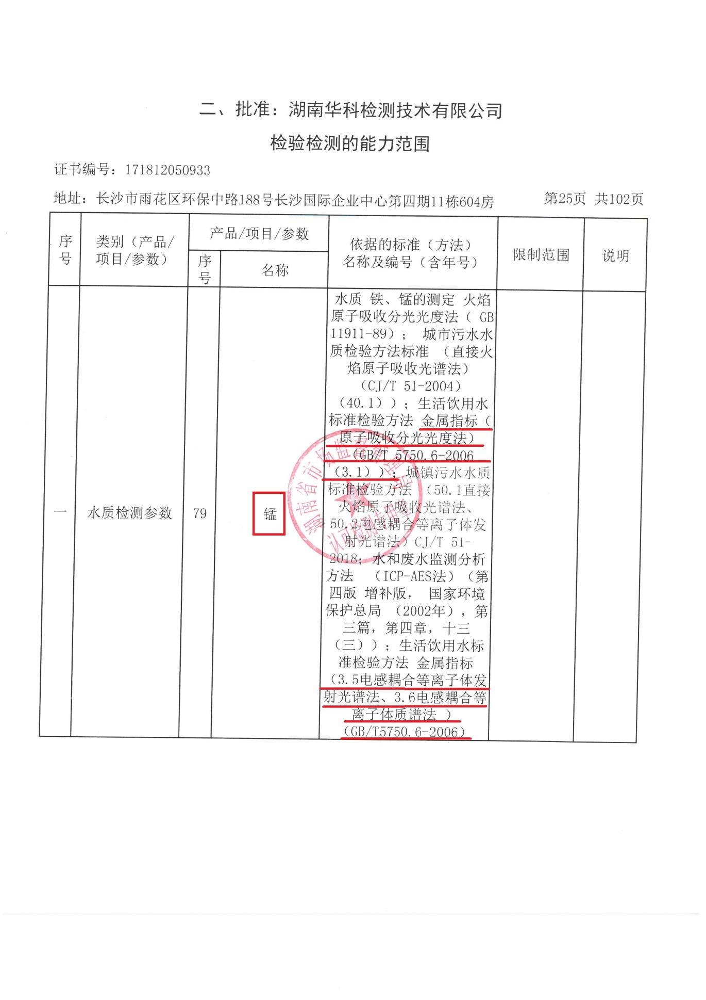 二、批准：湖南华科检测技术有限公司
检验检测的能力范围
证书编号：171812050933
地址：长沙市雨花区环保中路188号长沙国际企业中心第四期11栋604房
第25页 共102页
序号
类别（产品/
项目/参数）
产品/项目/参数
序号
名称
依据的标准（方法）
名称及编号（含年号）
限制范围
说明
一
水质检测参数
79
锰
水质 铁、锰的测定 火焰
原子吸收分光光度法（ GB
11911-89）； 城市污水水
质检验方法标准 （直接火
焰原子吸收光谱法）
（CJ/T 51-2004）
（40.1））；生活饮用水
标准检验方法 金属指标（
原子吸收分光光度法）
（GB/T 5750.6-2006
（3.1））；城镇污水水质
标准检验方法 （50.1直接
火焰原子吸收光谱法、
50.2电感耦合等离子体发
射光谱法）CJ/T 51-
2018；水和废水监测分析
方法 （ICP-AES法）（第
四版 增补版， 国家环境
保护总局 （2002年），第
三篇，第四章，十三
（三））；生活饮用水标
准检验方法 金属指标
（3.5电感耦合等离子体发
射光谱法、3.6电感耦合等
离子体质谱法 ）
（GB/T5750.6-2006）
湖南省市场监督管理局
认可检测专用章